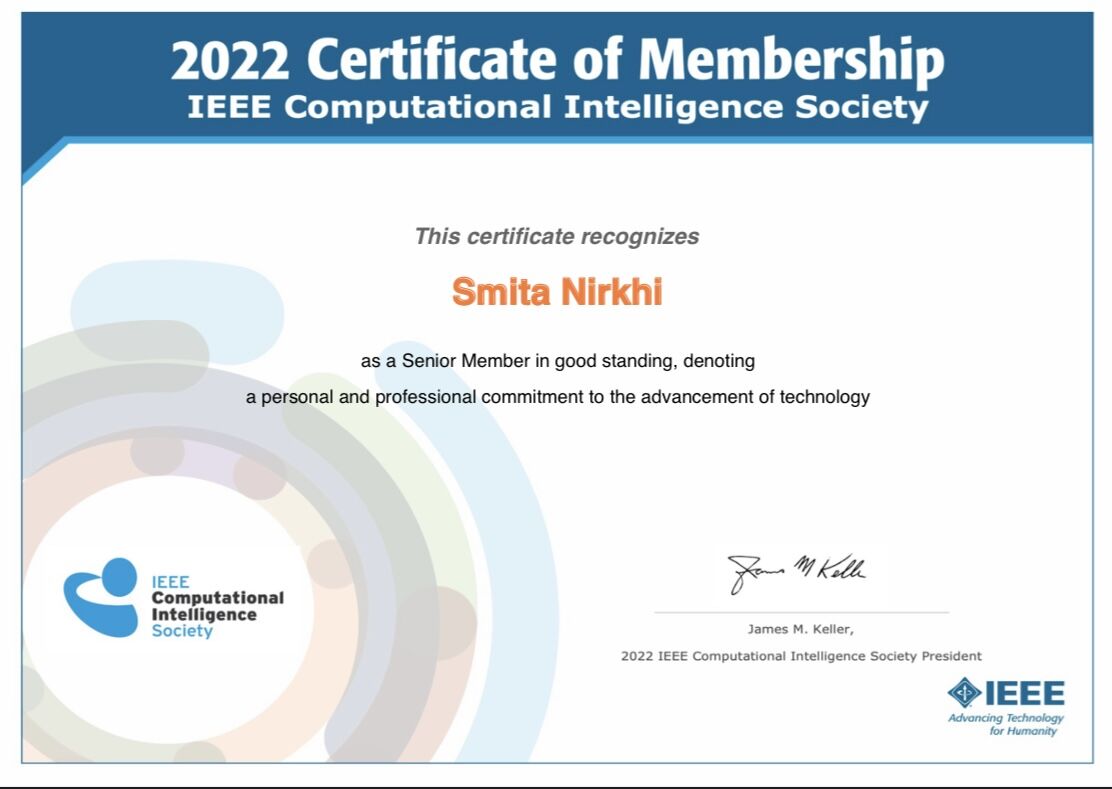 2022 Certificate of Membership
IEEE Computational Intelligence Society
This certificate recognizes
Smita Nirkhi
as a Senior Member in good standing, denoting
a personal and professional commitment to the advancement of technology
IEEE
Computational
Intelligence
Society
James M Keller
James M. Keller,
2022 IEEE Computational Intelligence Society President
IEEE
Advancing Technology
for Humanity